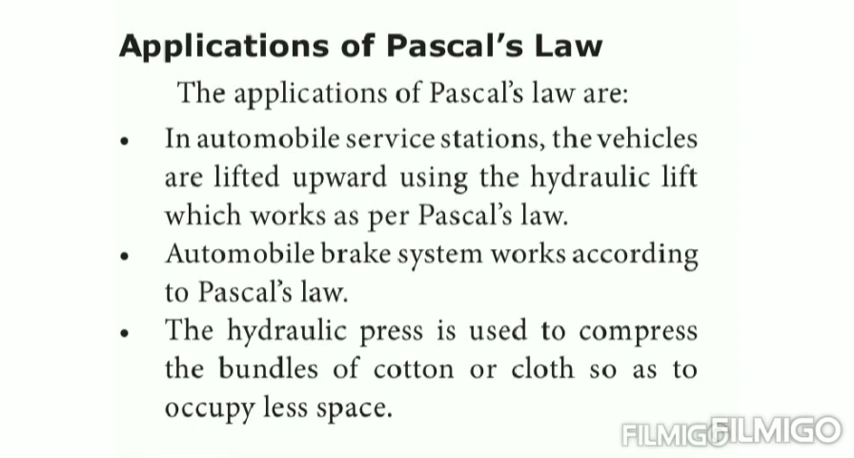 Applications of Pascal’s Law
The applications of Pascal’s law are:
• In automobile service stations, the vehicles
are lifted upward using the hydraulic lift
which works as per Pascal’s law.
• Automobile brake system works according
to Pascal’s law.
• The hydraulic press is used to compress
the bundles of cotton or cloth so as to
occupy less space.
FILMIGO